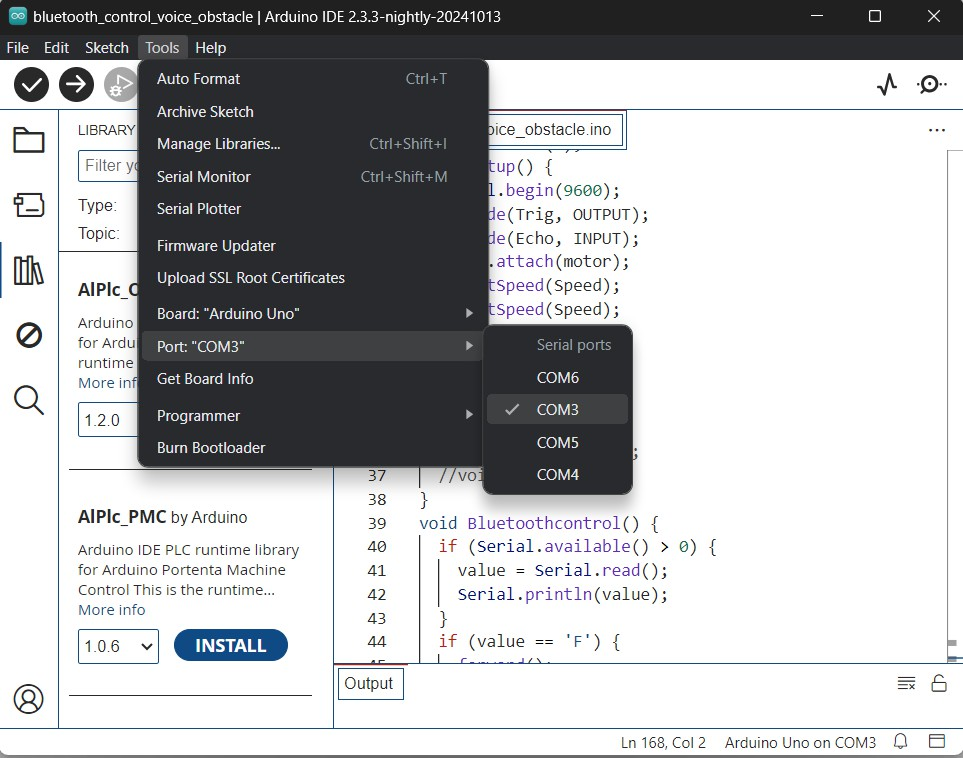 bluetooth_control_voice_obstacle | Arduino IDE 2.3.3-nightly-20241013
File Edit Sketch Tools Help
Auto Format Ctrl+T
Archive Sketch
Manage Libraries... Ctrl+Shift+I
Serial Monitor Ctrl+Shift+M
Serial Plotter
Firmware Updater
Upload SSL Root Certificates
Board: "Arduino Uno"
Port: "COM3"
Get Board Info
Programmer
Burn Bootloader
Serial ports
COM6
COM3
COM5
COM4
LIBRARY
Filter yo
Type:
Topic:
AlPlc_O
Arduino
for Ardu
runtime
More inf
1.2.0
AlPlc_PMC by Arduino
Arduino IDE PLC runtime library
for Arduino Portenta Machine
Control This is the runtime...
More info
1.0.6 INSTALL
oice_obstacle.ino
tup() {
l.begin(9600);
de(Trig, OUTPUT);
de(Echo, INPUT);
.attach(motor);
tSpeed(Speed);
tSpeed(Speed);
;
37 //voi
38 }
39 void Bluetoothcontrol() {
40 if (Serial.available() > 0) {
41 value = Serial.read();
42 Serial.println(value);
43 }
44 if (value == 'F') {
Output
Ln 168, Col 2 Arduino Uno on COM3